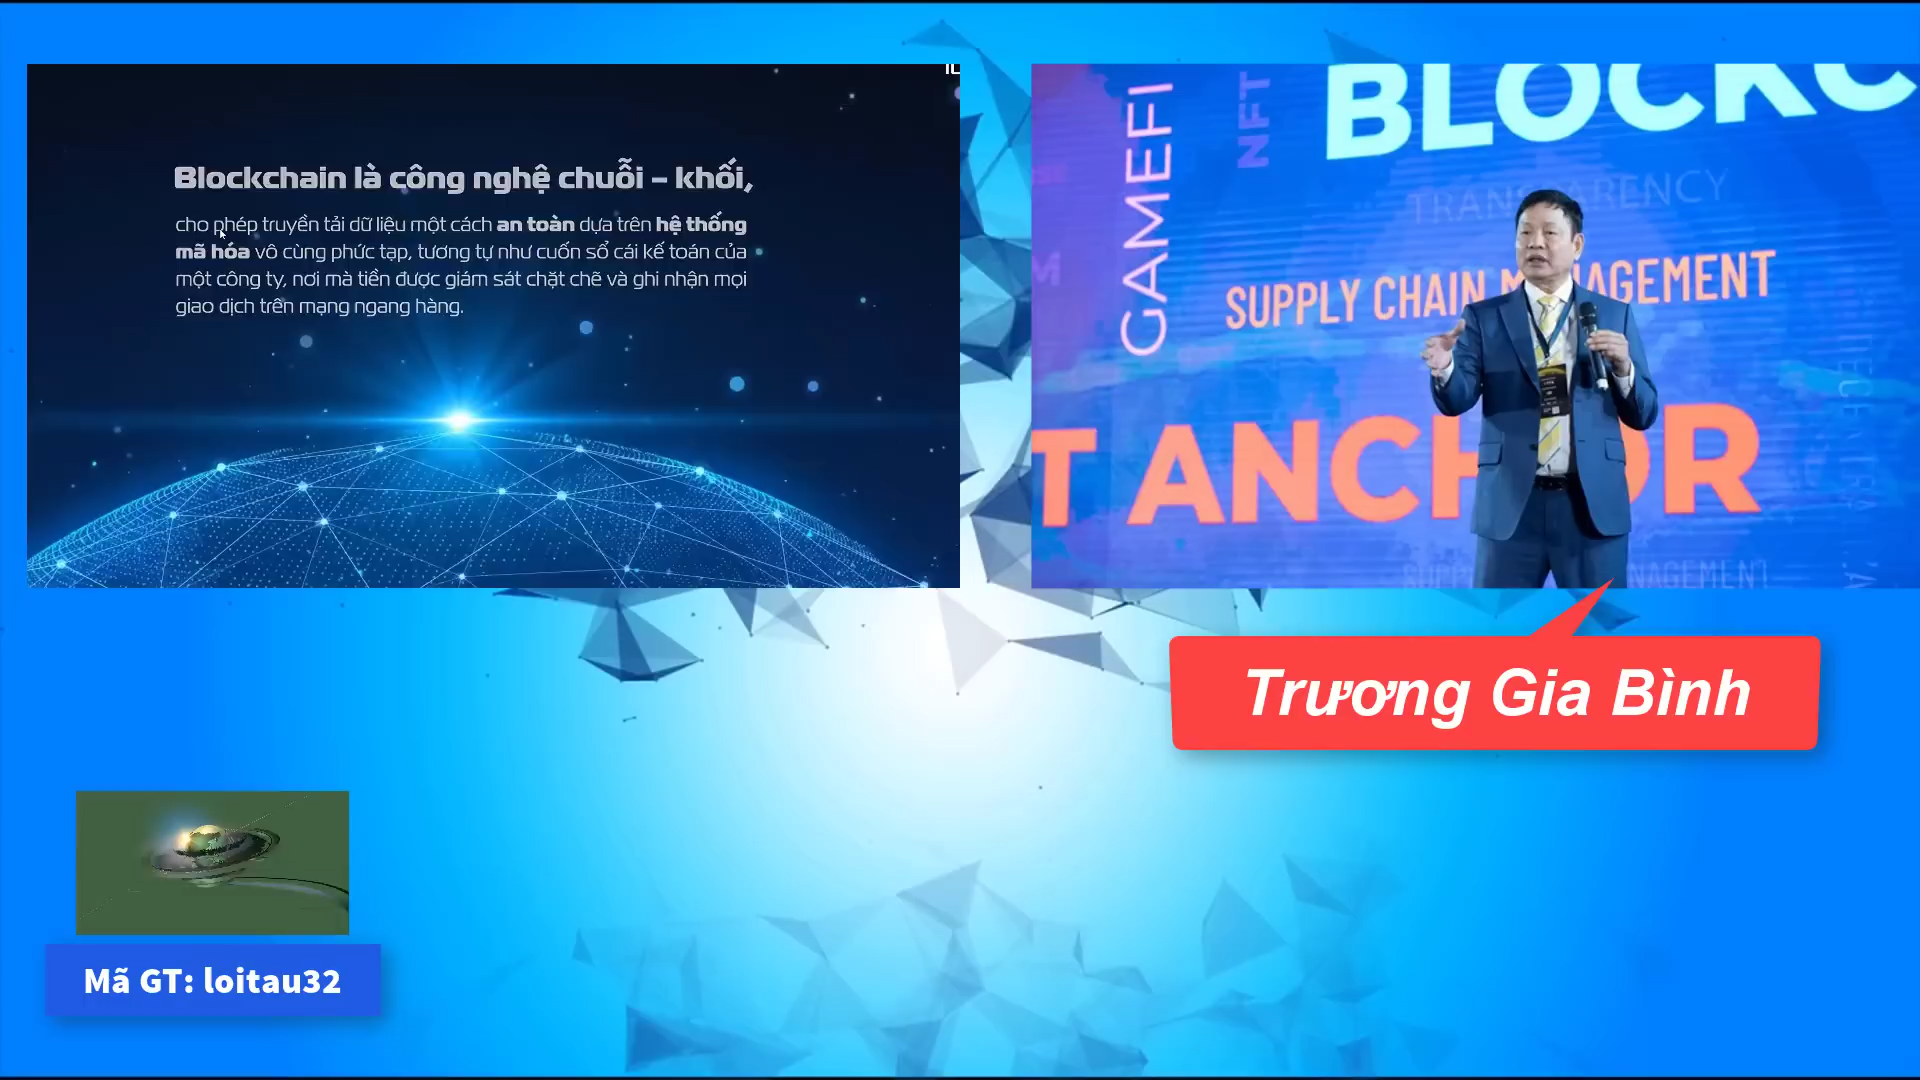 Blockchain là công nghệ chuỗi – khối,
cho phép truyền tải dữ liệu một cách an toàn dựa trên hệ thống
mã hóa vô cùng phức tạp, tương tự như cuốn sổ cái kế toán của
một công ty, nơi mà tiền được giám sát chặt chẽ và ghi nhận mọi
giao dịch trên mạng ngang hàng.
GAMEFI
NFT
BLOCKC
TRANSPARENCY
SUPPLY CHAIN M AGEMENT
T ANCH OR
NAGEMENT
Trương Gia Bình
Mã GT: loitau32